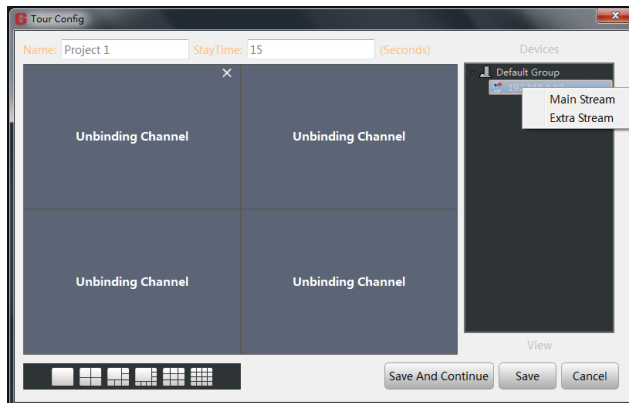 G Tour Config
Name: Project 1 StayTime: 15 (Seconds) Devices
Default Group
Main Stream
Extra Stream
Unbinding Channel Unbinding Channel
Unbinding Channel Unbinding Channel
View
Save And Continue Save Cancel